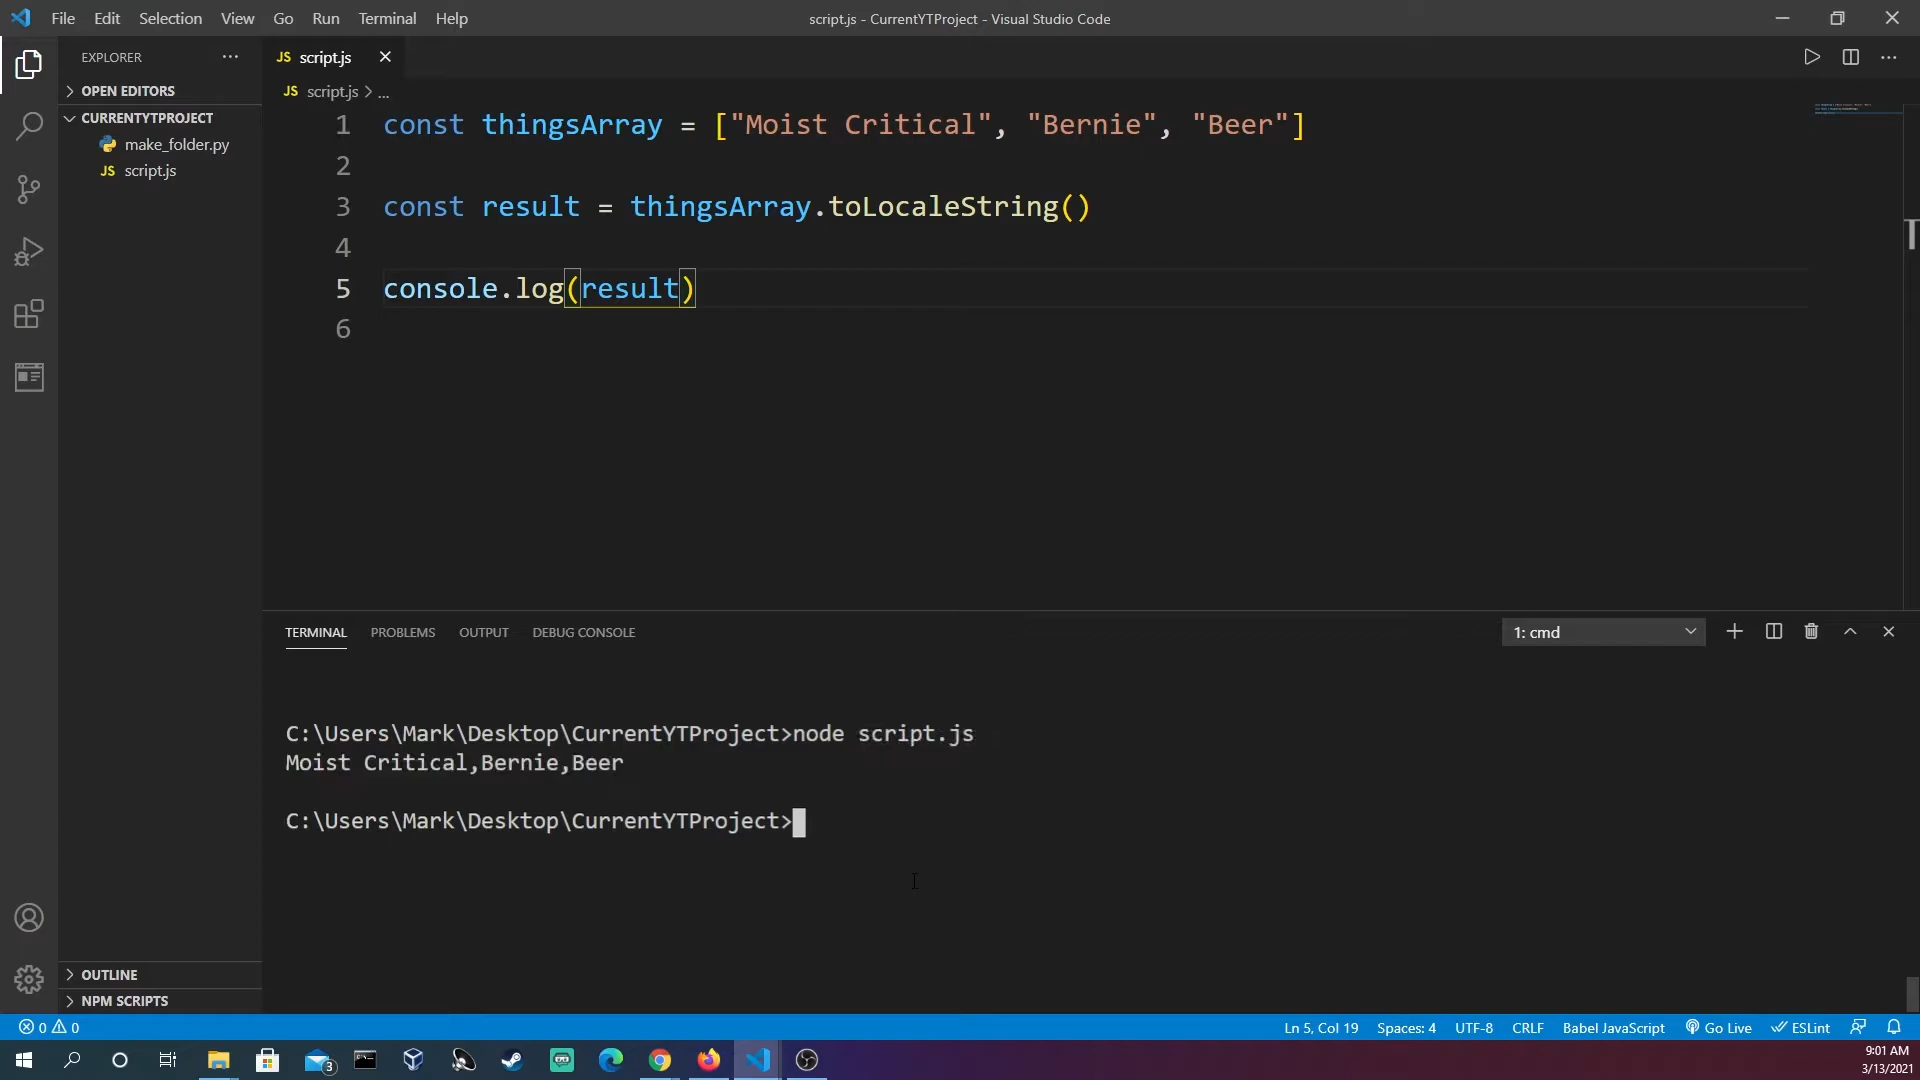 File Edit Selection View Go Run Terminal Help
script.js - CurrentYTProject - Visual Studio Code
EXPLORER
JS script.js
OPEN EDITORS
JS script.js > ...
CURRENTYTPROJECT
make_folder.py
JS script.js
1 const thingsArray = ["Moist Critical", "Bernie", "Beer"]
2
3 const result = thingsArray.toLocaleString()
4
5 console.log(result)
6
TERMINAL PROBLEMS OUTPUT DEBUG CONSOLE
1: cmd
C:\Users\Mark\Desktop\CurrentYTProject>node script.js
Moist Critical,Bernie,Beer
C:\Users\Mark\Desktop\CurrentYTProject>
OUTLINE
NPM SCRIPTS
0 0
Ln 5, Col 19 Spaces: 4 UTF-8 CRLF Babel JavaScript Go Live ESLint
3
9:01 AM
3/13/2021